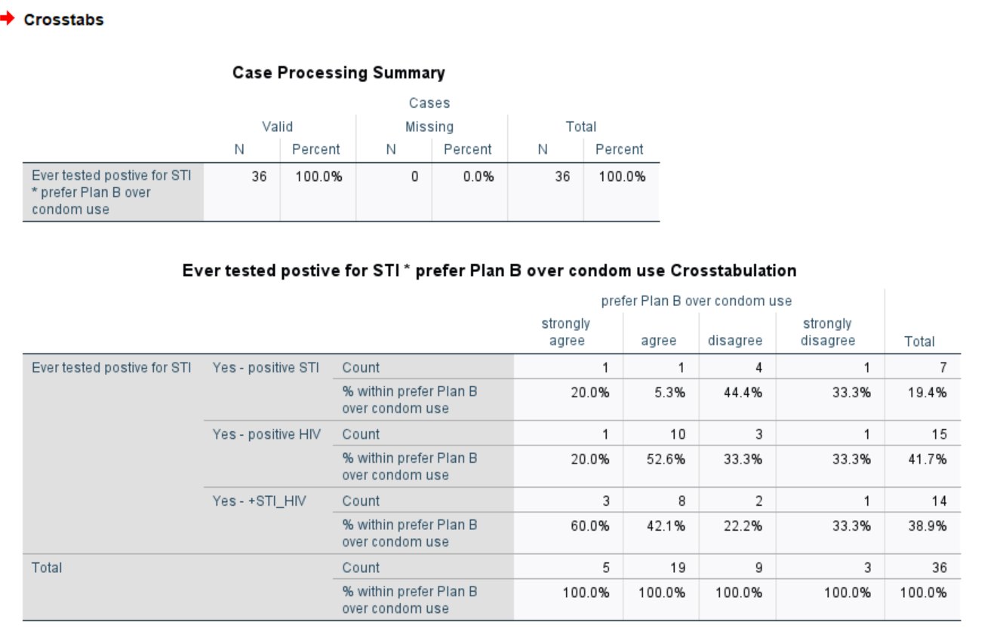 Crosstabs
Case Processing Summary
Cases
Valid Missing Total
N Percent N Percent N Percent
Ever tested postive for STI 36 100.0% 0 0.0% 36 100.0%
* prefer Plan B over
condom use
Ever tested postive for STI * prefer Plan B over condom use Crosstabulation
prefer Plan B over condom use
strongly strongly
agree agree disagree disagree Total
Ever tested postive for STI Yes - positive STI Count 1 1 4 1 7
% within prefer Plan B 20.0% 5.3% 44.4% 33.3% 19.4%
over condom use
Yes - positive HIV Count 1 10 3 1 15
% within prefer Plan B 20.0% 52.6% 33.3% 33.3% 41.7%
over condom use
Yes - +STI_HIV Count 3 8 2 1 14
% within prefer Plan B 60.0% 42.1% 22.2% 33.3% 38.9%
over condom use
Total Count 5 19 9 3 36
% within prefer Plan B 100.0% 100.0% 100.0% 100.0% 100.0%
over condom use